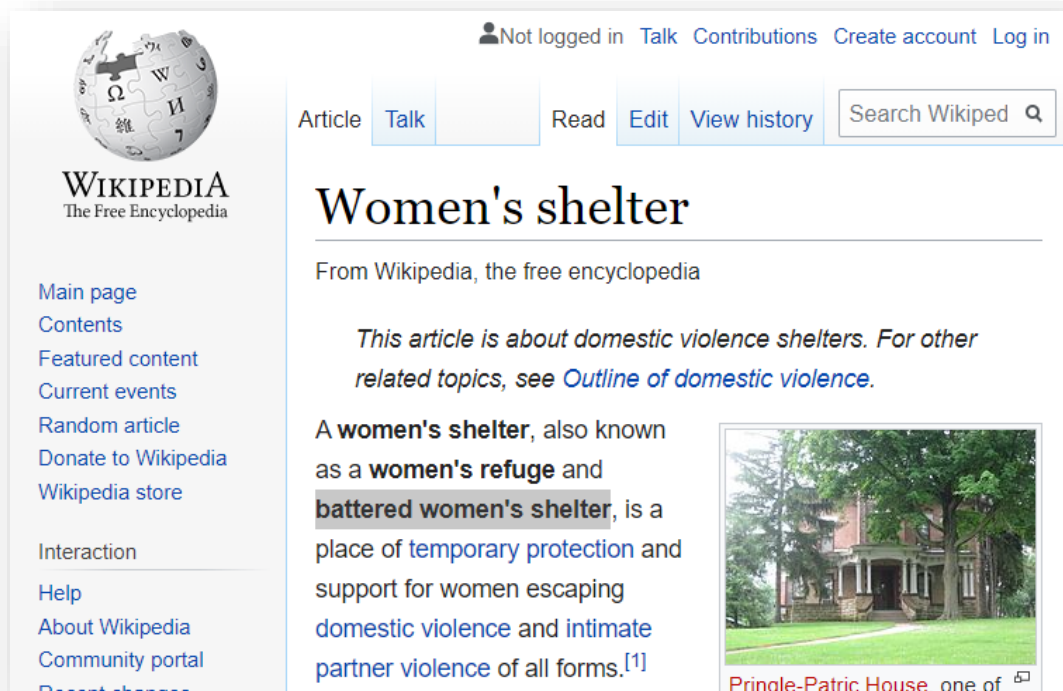 Not logged in Talk Contributions Create account Log in
Article Talk Read Edit View history Search Wikiped
WIKIPEDIA
The Free Encyclopedia
Women's shelter
From Wikipedia, the free encyclopedia
Main page
Contents
Featured content
Current events
Random article
Donate to Wikipedia
Wikipedia store
Interaction
Help
About Wikipedia
Community portal
Recent changes
This article is about domestic violence shelters. For other
related topics, see Outline of domestic violence.
A women's shelter, also known
as a women's refuge and
battered women's shelter, is a
place of temporary protection and
support for women escaping
domestic violence and intimate
partner violence of all forms.[1]
Pringle-Patric House, one of